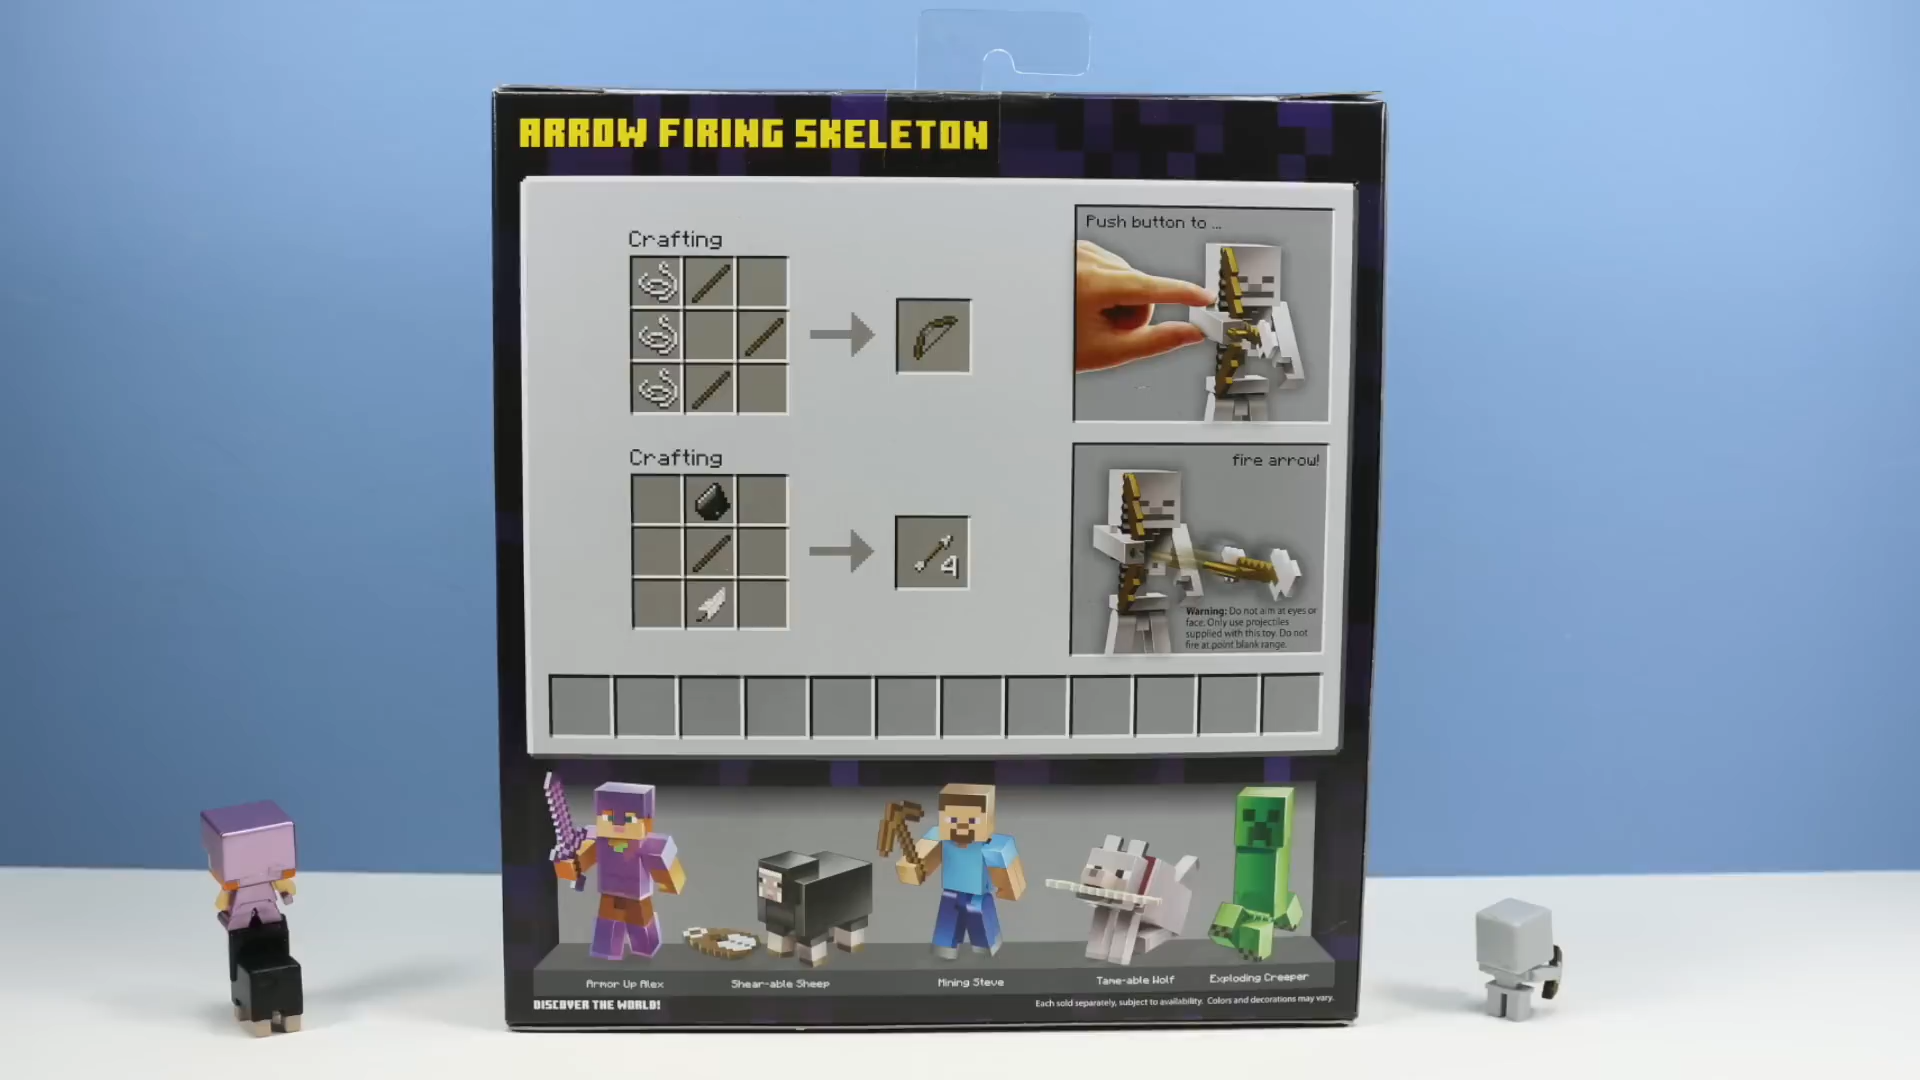 ARROW FIRING SKELETON
Crafting
Push button to ...
Crafting
4
fire arrow!
Warning: Do not aim at eyes or
face. Only use projectiles
supplied with this toy. Do not
fire at point blank range.
Armor Up Alex
Shear-able Sheep
Mining Steve
Tame-able Wolf
Exploding Creeper
DISCOVER THE WORLD!
Each sold separately, subject to availability. Colors and decorations may vary.